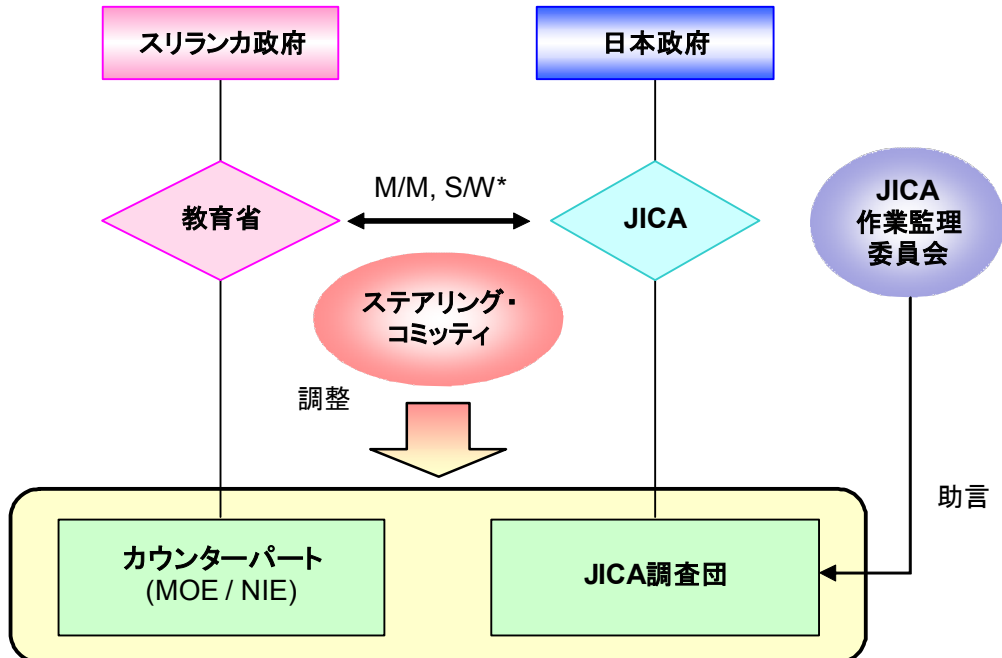 スリランカ政府
日本政府
M/M, S/W*
教育省
JICA
JICA
作業監理
委員会
ステアリング・
コミッティ
調整
助言
カウンターパート
(MOE / NIE)
JICA調査団